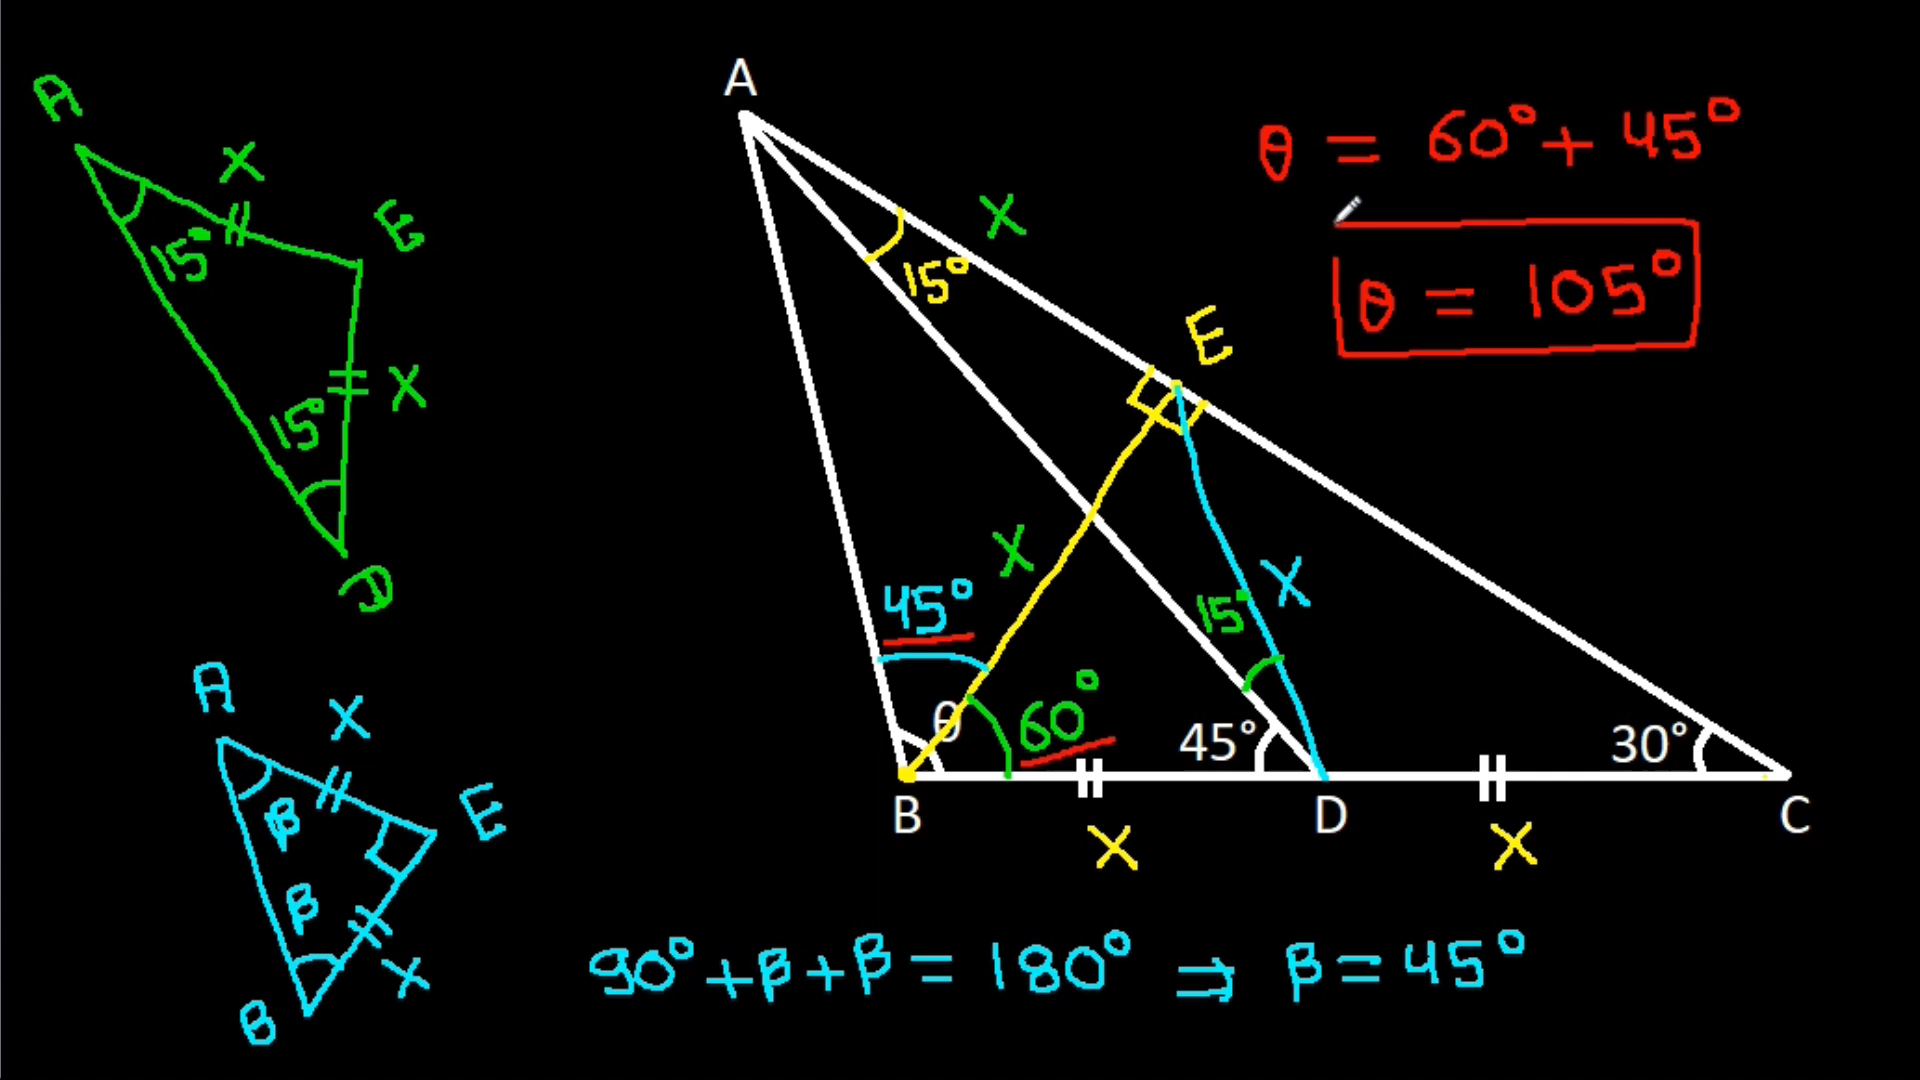 A
X
E
15°
X
15°
D
A
X
E
β
β
X
B
A
X
15°
E
X
45°
X
15°
θ
60°
45°
30°
B
D
C
X
X
θ = 60° + 45°
θ = 105°
90° + β + β = 180° ⇒ β = 45°